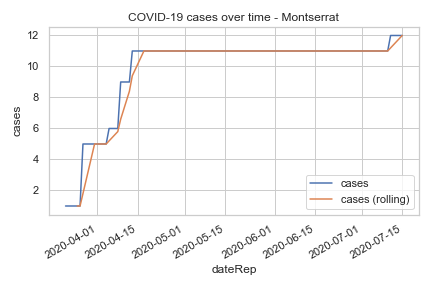 COVID-19 cases over time - Montserrat
12
10
8
6
4
2
cases
cases
cases (rolling)
2020-04-01
2020-04-15
2020-05-01
2020-05-15
2020-06-01
2020-06-15
2020-07-01
2020-07-15
dateRep